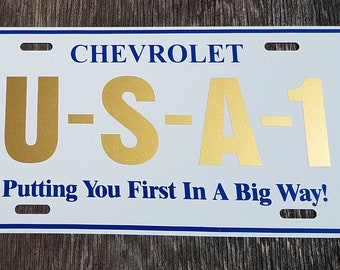 CHEVROLET
U-S-A-1
Putting You First In A Big Way!